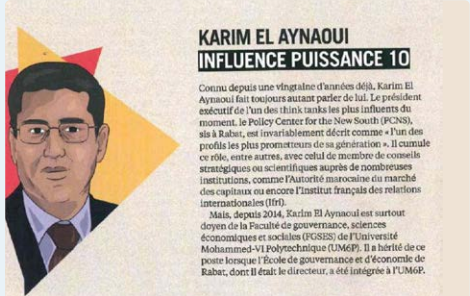 KARIM EL AYNAOUI
INFLUENCE PUISSANCE 10
Connu depuis une vingtaine d'années déjà, Karim El
Aynaoui fait toujours autant parler de lui. Le président
exécutif de l'un des think tanks les plus influents du
moment, le Policy Center for the New South (PCNS),
sis à Rabat, est invariablement décrit comme « l'un des
profils les plus prometteurs de sa génération ». Il cumule
ce rôle, entre autres, avec celui de membre de conseils
stratégiques ou scientifiques auprès de nombreuses
institutions, comme l'Autorité marocaine du marché
des capitaux ou encore l'Institut français des relations
internationales (Ifri).
Mais, depuis 2014, Karim El Aynaoui est surtout
doyen de la Faculté de gouvernance, sciences
économiques et sociales (FGSES) de l'Université
Mohammed-VI Polytechnique (UM6P). Il a hérité de ce
poste lorsque l'École de gouvernance et d'économie de
Rabat, dont il était le directeur, a été intégrée à l'UM6P.